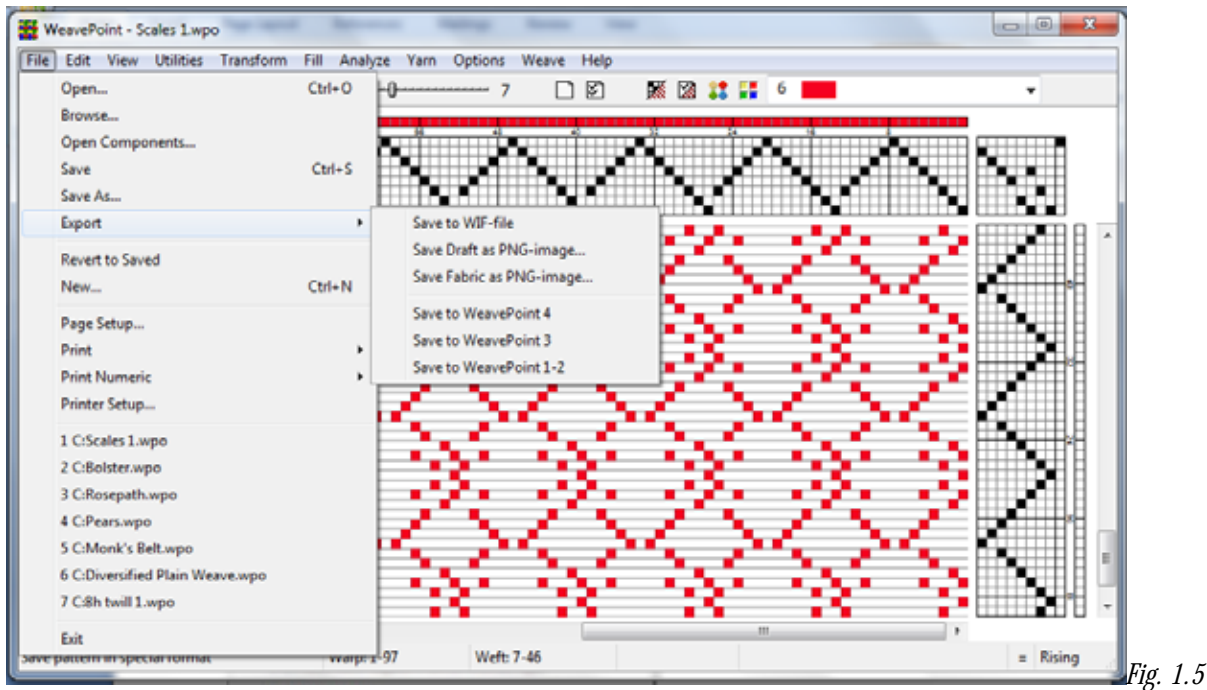 WeavePoint - Scales 1.wpo
File Edit View Utilities Transform Fill Analyze Yarn Options Weave Help
Open... Ctrl+O
7
6
Browse...
Open Components...
Save Ctrl+S
Save As...
Export
Save to WIF-file
Save Draft as PNG-image...
Save Fabric as PNG-image...
Save to WeavePoint 4
Save to WeavePoint 3
Save to WeavePoint 1-2
Revert to Saved
New... Ctrl+N
Page Setup...
Print
Print Numeric
Printer Setup...
1 C:Scales 1.wpo
2 C:Bolster.wpo
3 C:Rosepath.wpo
4 C:Pears.wpo
5 C:Monk's Belt.wpo
6 C:Diversified Plain Weave.wpo
7 C:8h twill 1.wpo
Exit
Save pattern in special format Warp: 1-97 Weft: 7-46 = Rising
Fig. 1.5